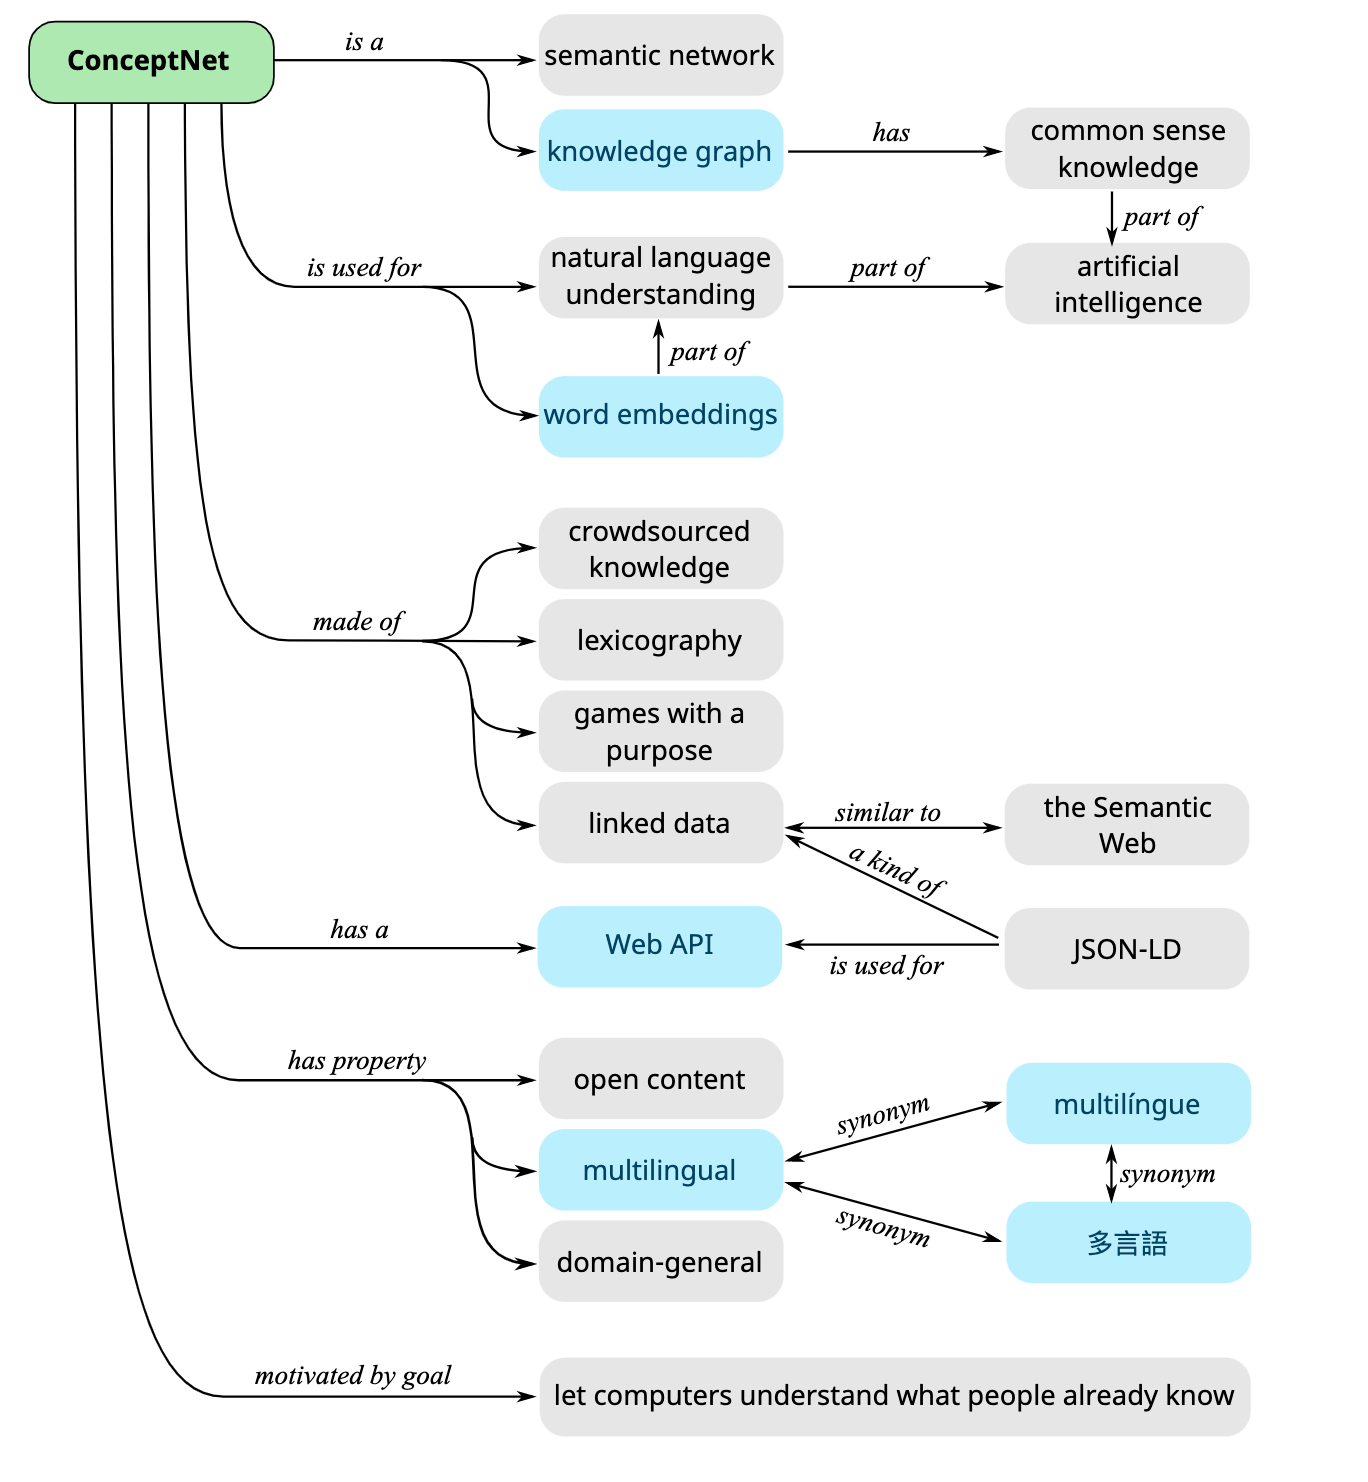 ConceptNet
is a
semantic network
knowledge graph
has
common sense
knowledge
part of
is used for
natural language
understanding
part of
artificial
intelligence
part of
word embeddings
made of
crowdsourced
knowledge
lexicography
games with a
purpose
linked data
similar to
the Semantic
Web
a kind of
has a
Web API
is used for
JSON-LD
has property
open content
multilingual
domain-general
synonym
multilíngue
synonym
synonym
多言語
motivated by goal
let computers understand what people already know